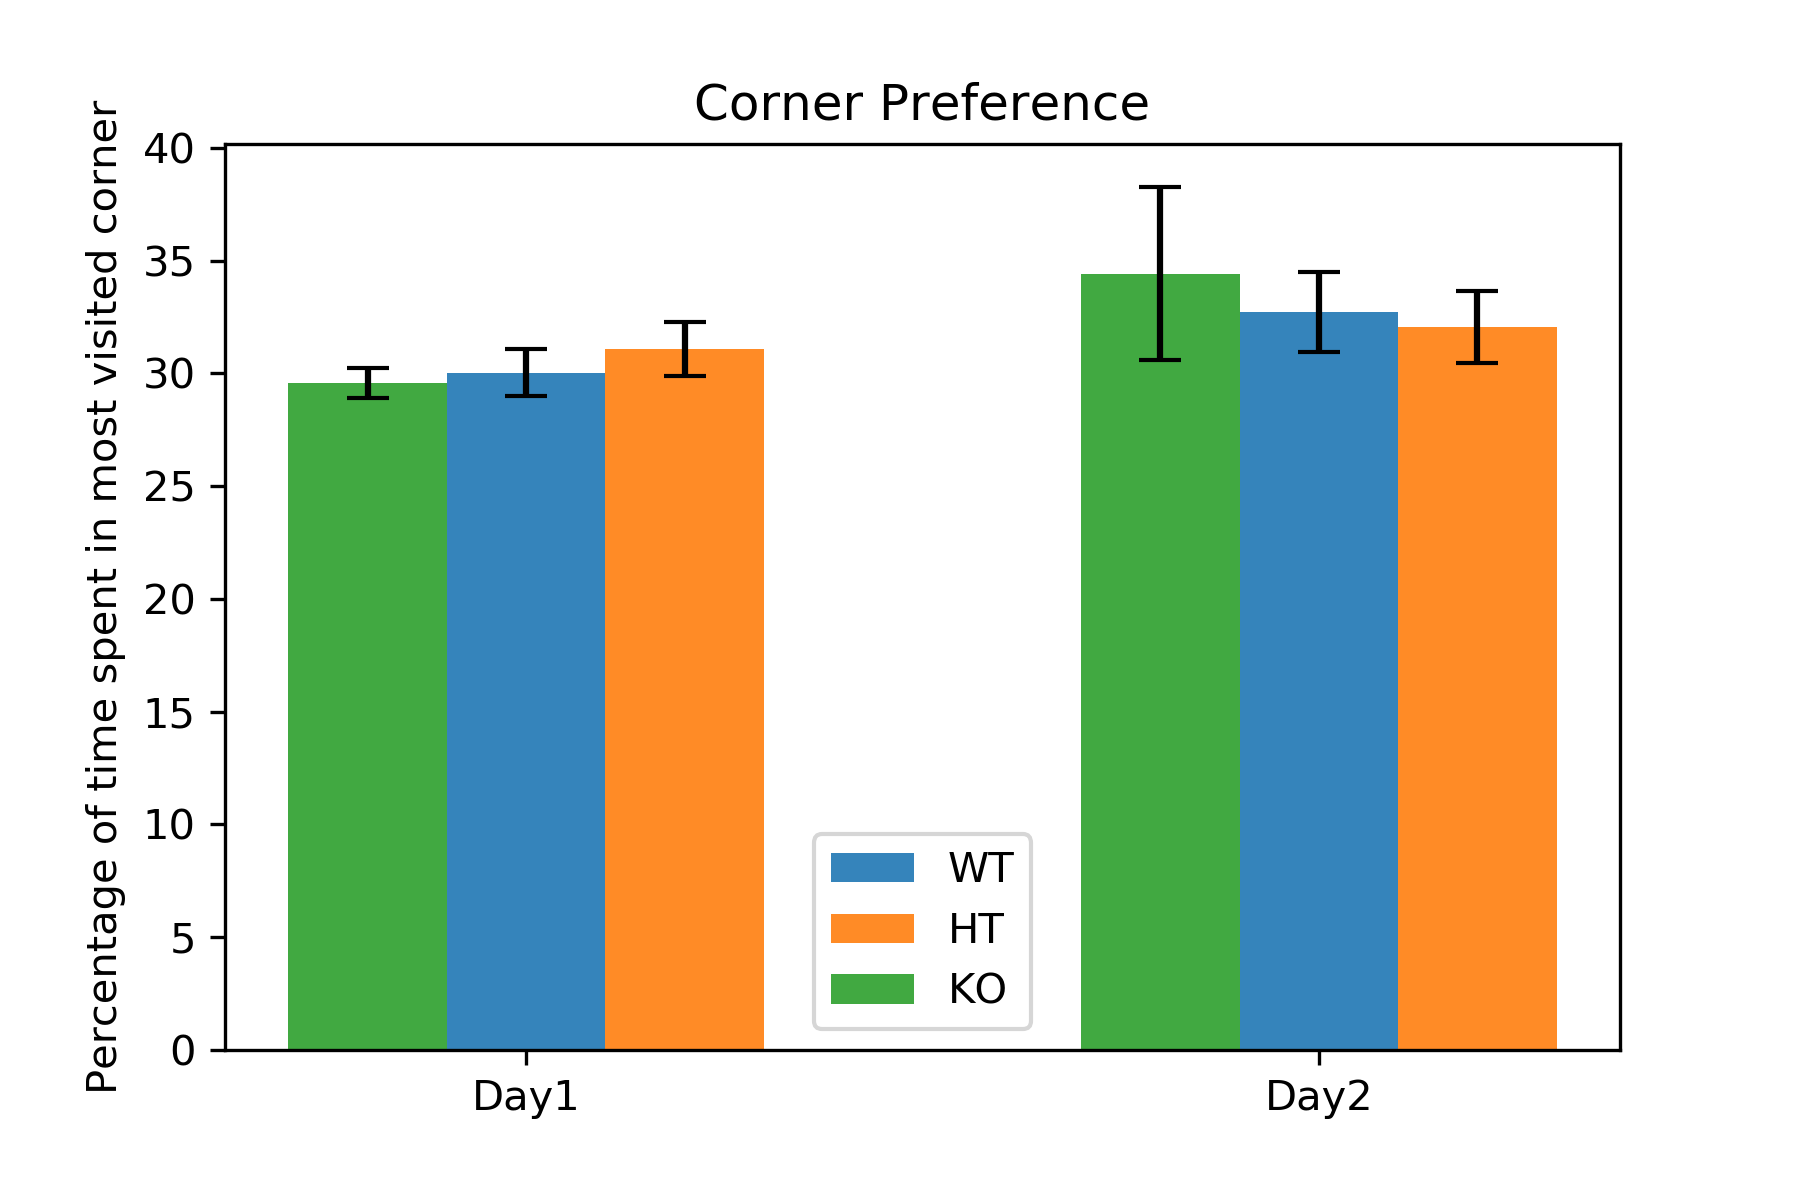 Corner Preference
Percentage of time spent in most visited corner
40
35
30
25
20
15
10
5
0
WT
HT
KO
Day1
Day2